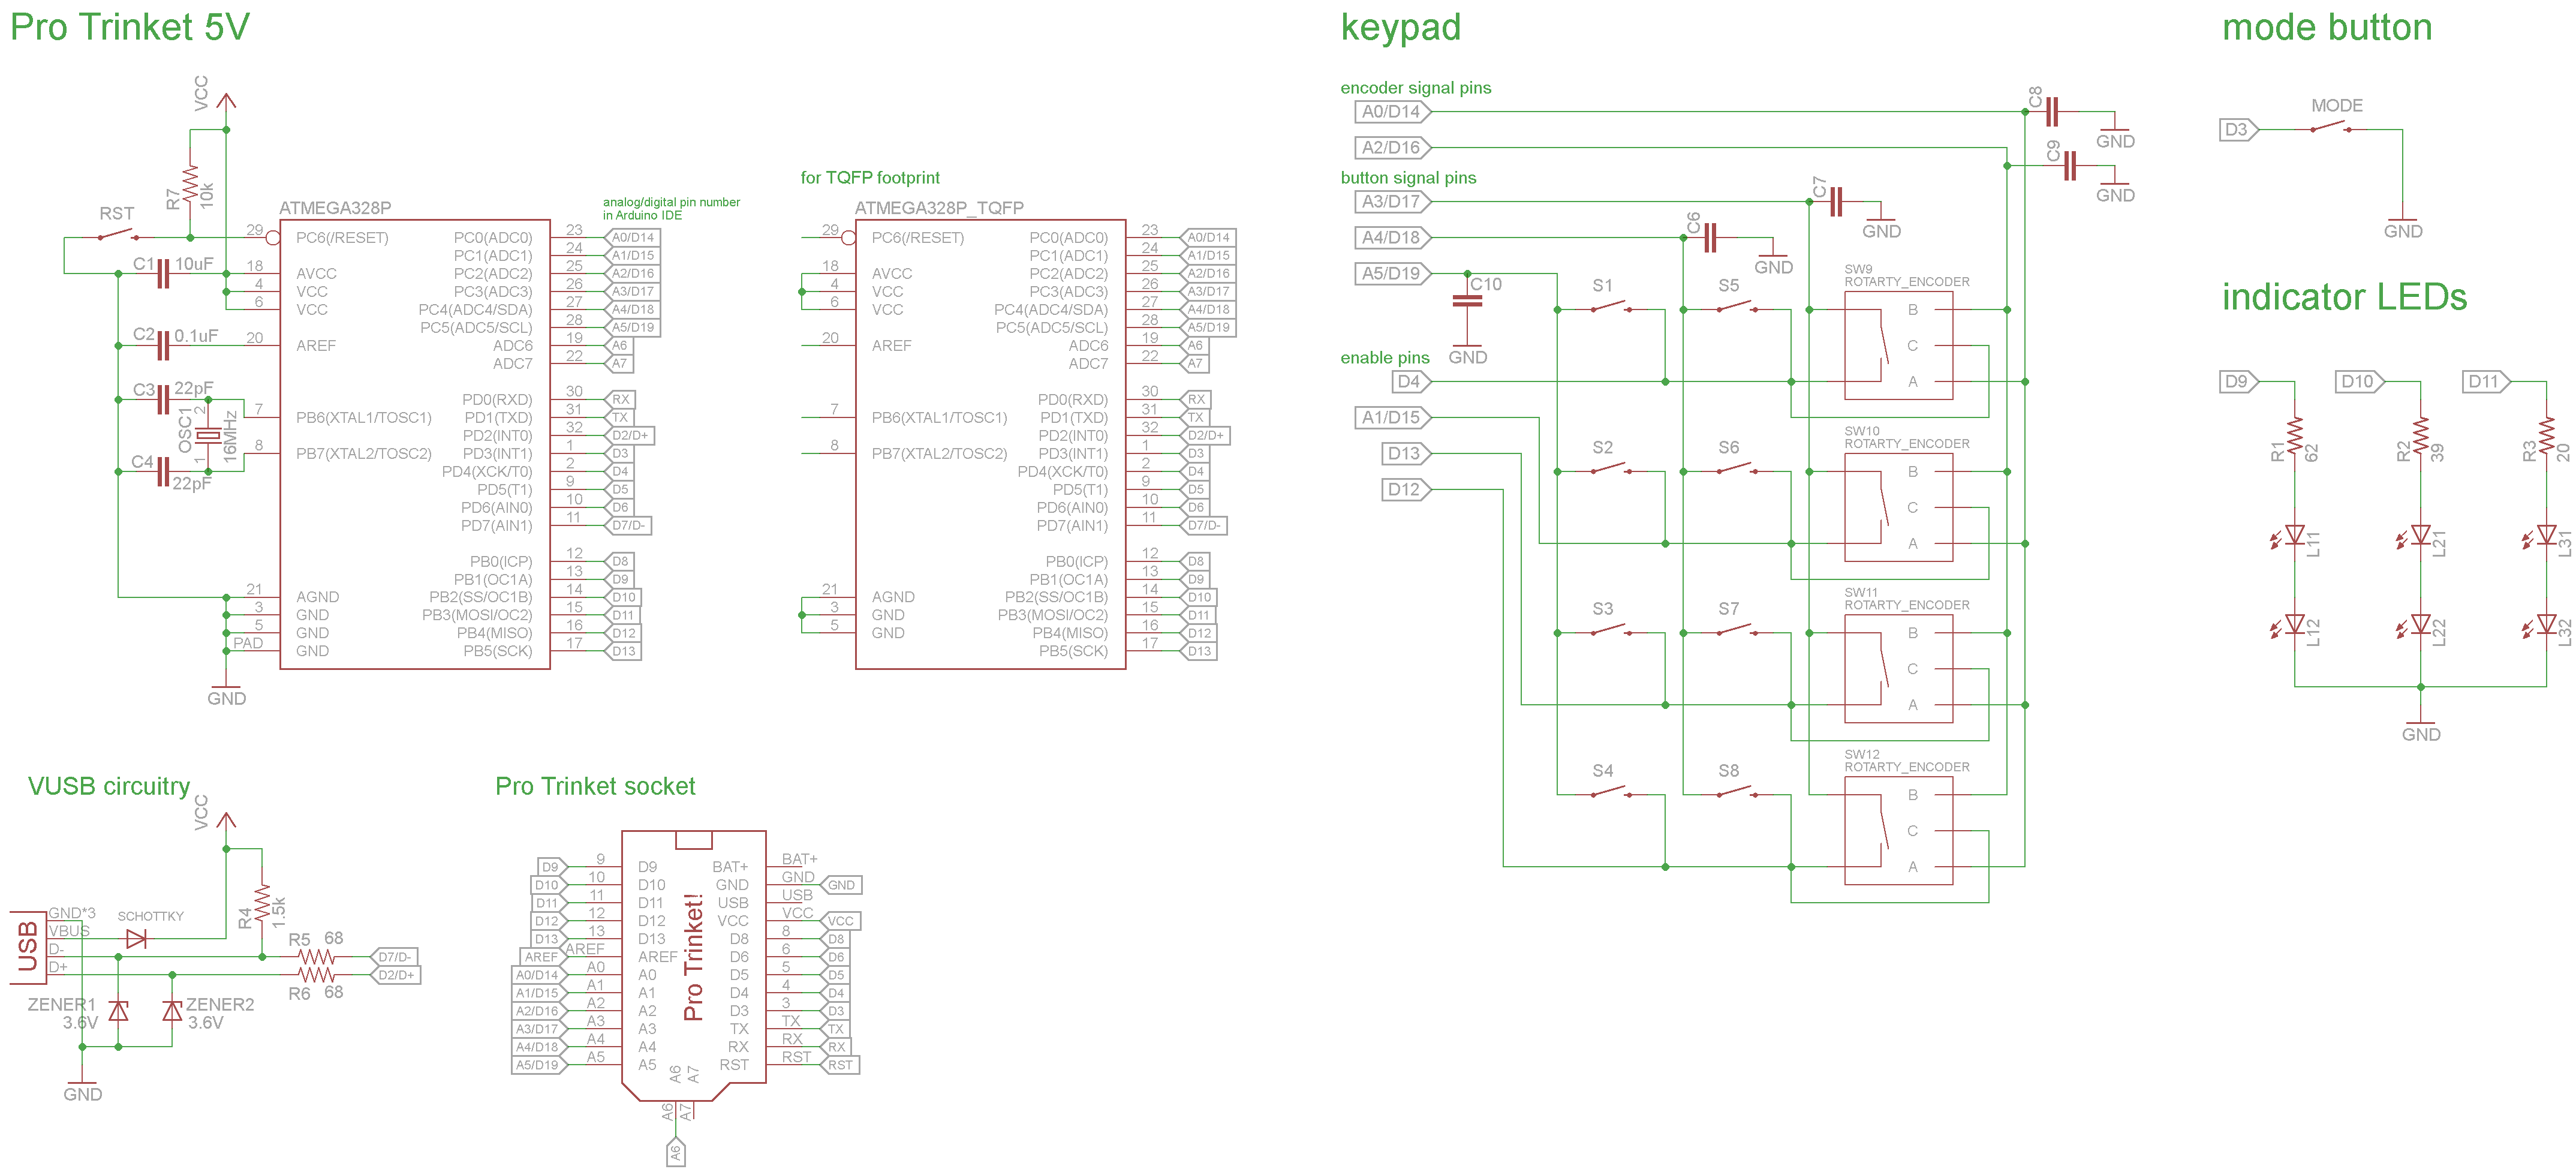 Pro Trinket 5V
VCC
R7
10k
RST
C1
10uF
C2
0.1uF
C3
22pF
OSC1
2
1
16MHz
C4
22pF
ATMEGA328P
analog/digital pin number
in Arduino IDE
29 PC6(/RESET) PC0(ADC0) 23 A0/D14
PC1(ADC1) 24 A1/D15
18 AVCC PC2(ADC2) 25 A2/D16
4 VCC PC3(ADC3) 26 A3/D17
6 VCC PC4(ADC4/SDA) 27 A4/D18
PC5(ADC5/SCL) 28 A5/D19
20 AREF ADC6 19 A6
ADC7 22 A7
PD0(RXD) 30 RX
7 PB6(XTAL1/TOSC1) PD1(TXD) 31 TX
PD2(INT0) 32 D2/D+
8 PB7(XTAL2/TOSC2) PD3(INT1) 1 D3
PD4(XCK/T0) 2 D4
PD5(T1) 9 D5
PD6(AIN0) 10 D6
PD7(AIN1) 11 D7/D-
PB0(ICP) 12 D8
PB1(OC1A) 13 D9
21 AGND PB2(SS/OC1B) 14 D10
3 GND PB3(MOSI/OC2) 15 D11
5 GND PB4(MISO) 16 D12
PAD GND PB5(SCK) 17 D13
GND
for TQFP footprint
ATMEGA328P_TQFP
29 PC6(/RESET) PC0(ADC0) 23 A0/D14
PC1(ADC1) 24 A1/D15
18 AVCC PC2(ADC2) 25 A2/D16
4 VCC PC3(ADC3) 26 A3/D17
6 VCC PC4(ADC4/SDA) 27 A4/D18
PC5(ADC5/SCL) 28 A5/D19
20 AREF ADC6 19 A6
ADC7 22 A7
PD0(RXD) 30 RX
7 PB6(XTAL1/TOSC1) PD1(TXD) 31 TX
PD2(INT0) 32 D2/D+
8 PB7(XTAL2/TOSC2) PD3(INT1) 1 D3
PD4(XCK/T0) 2 D4
PD5(T1) 9 D5
PD6(AIN0) 10 D6
PD7(AIN1) 11 D7/D-
PB0(ICP) 12 D8
PB1(OC1A) 13 D9
21 AGND PB2(SS/OC1B) 14 D10
3 GND PB3(MOSI/OC2) 15 D11
5 GND PB4(MISO) 16 D12
PB5(SCK) 17 D13
keypad
encoder signal pins
A0/D14
A2/D16
button signal pins
A3/D17
A4/D18
A5/D19
enable pins
D4
A1/D15
D13
D12
C8
GND
C9
GND
C7
GND
C6
GND
C10
GND
S1 S5
SW9
ROTARTY_ENCODER
B
C
A
S2 S6
SW10
ROTARTY_ENCODER
B
C
A
S3 S7
SW11
ROTARTY_ENCODER
B
C
A
S4 S8
SW12
ROTARTY_ENCODER
B
C
A
mode button
MODE
D3
GND
indicator LEDs
D9 D10 D11
R1 62 R2 39 R3 20
L11 L21 L31
L12 L22 L32
GND
VUSB circuitry
VCC
R4
1.5k
USB
GND*3
VBUS
D-
D+
SCHOTTKY
R5 68
D7/D-
D2/D+
R6 68
ZENER1
3.6V
ZENER2
3.6V
GND
Pro Trinket socket
Pro Trinket!
D9 9 D9 BAT+ BAT+
D10 10 D10 GND GND GND
D11 11 D11 USB USB
D12 12 D12 VCC VCC VCC
D13 13 D13 D8 8 D8
AREF AREF AREF D6 6 D6
A0/D14 A0 A0 D5 5 D5
A1/D15 A1 A1 D4 4 D4
A2/D16 A2 A2 D3 3 D3
A3/D17 A3 A3 TX TX TX
A4/D18 A4 A4 RX RX RX
A5/D19 A5 A5 RST RST RST
A6 A7
A6 A7
A6